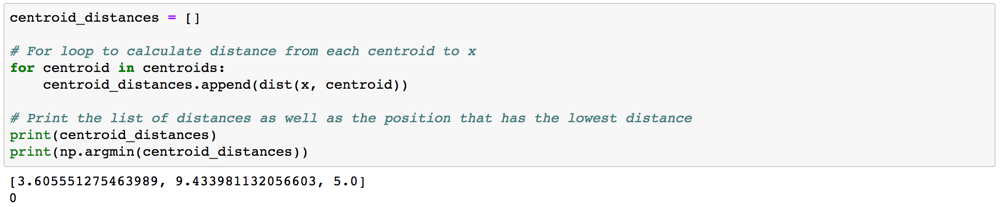 centroid_distances = []
# For loop to calculate distance from each centroid to x
for centroid in centroids:
    centroid_distances.append(dist(x, centroid))
# Print the list of distances as well as the position that has the lowest distance
print(centroid_distances)
print(np.argmin(centroid_distances))
[3.605551275463989, 9.433981132056603, 5.0]
0